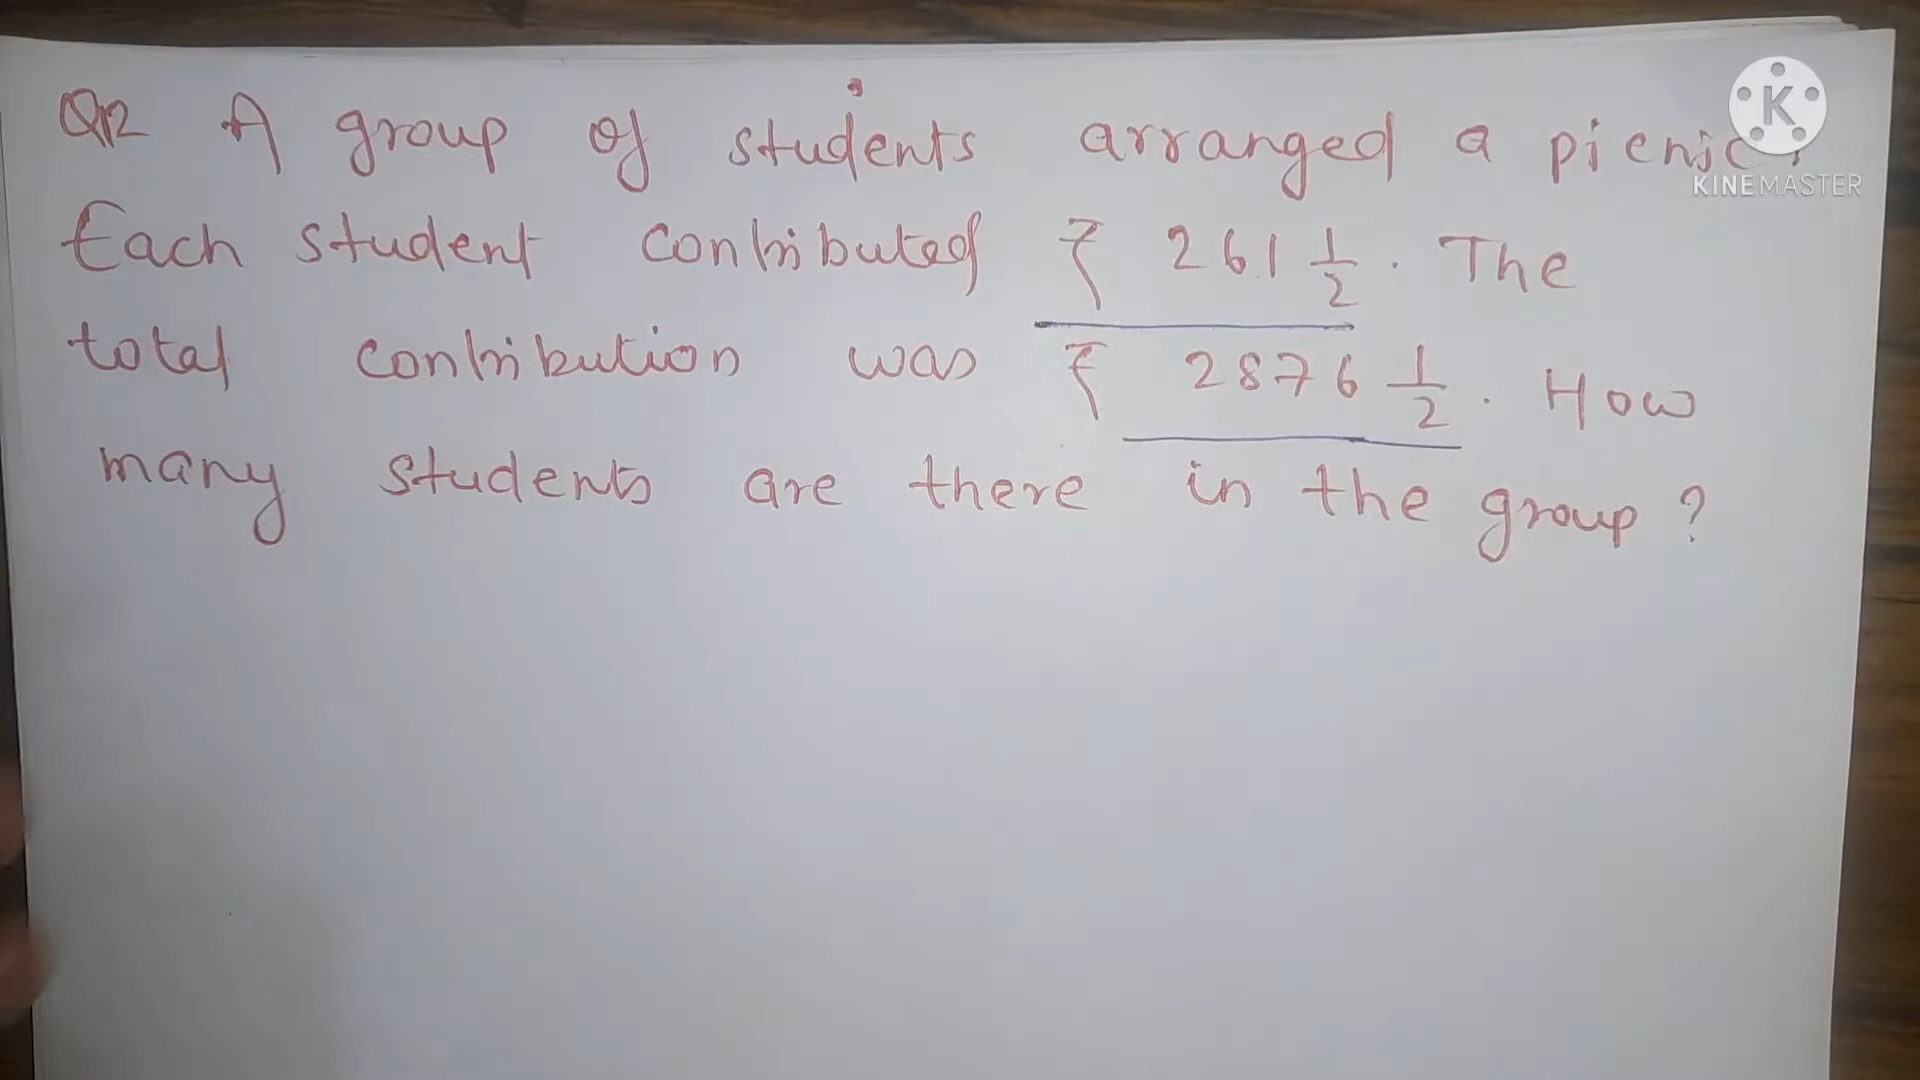 Q12 A group of students arranged a picnic.
K
KINEMASTER
Each student contributed ₹ 261 1/2. The
total contribution was ₹ 2876 1/2. How
many students are there in the group?